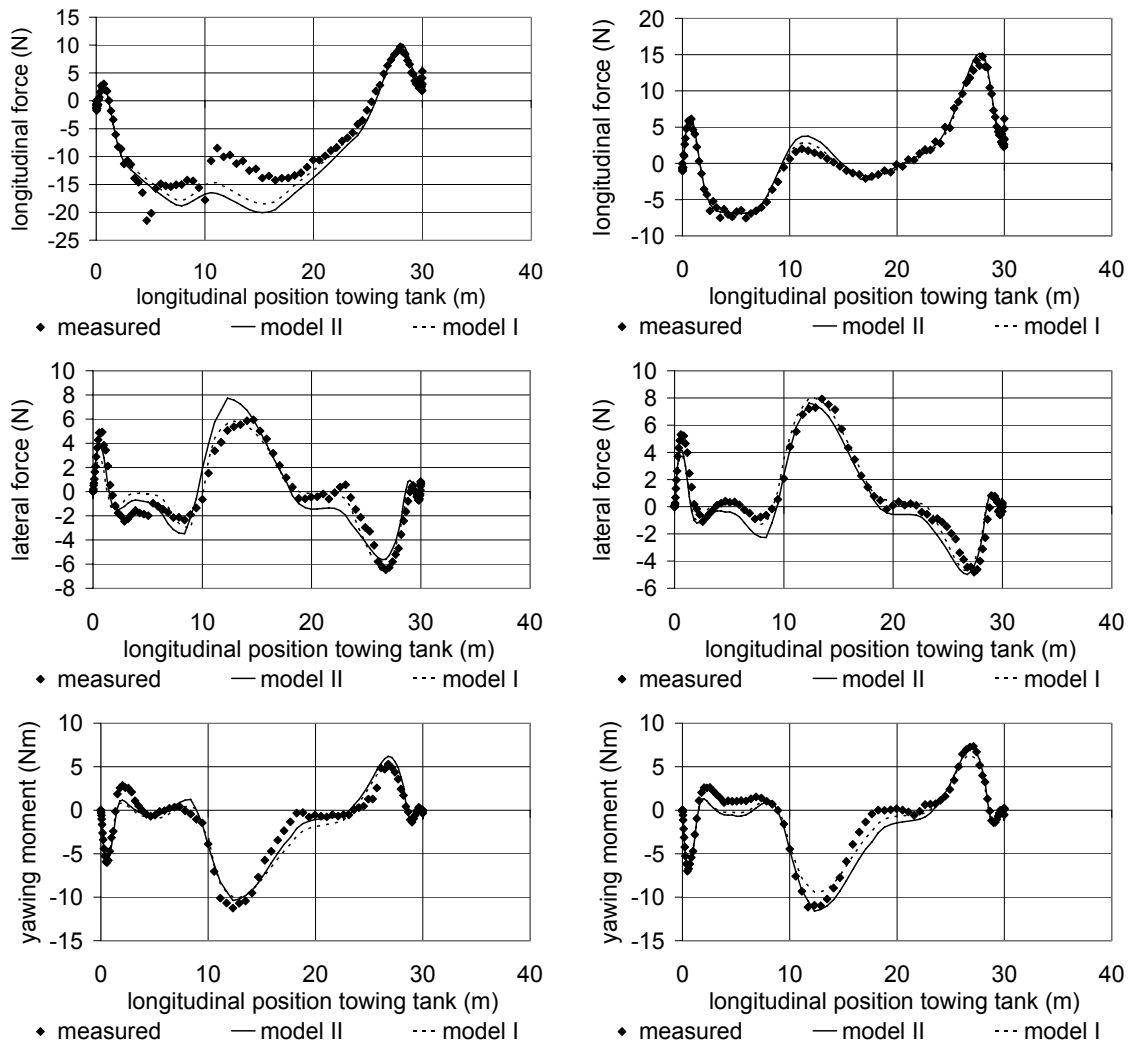 longitudinal force (N)
15
10
5
0
-5
-10
-15
-20
-25
0 10 20 30 40
longitudinal position towing tank (m)
measured model II model I
longitudinal force (N)
20
15
10
5
0
-5
-10
0 10 20 30 40
longitudinal position towing tank (m)
measured model II model I
lateral force (N)
10
8
6
4
2
0
-2
-4
-6
-8
0 10 20 30 40
longitudinal position towing tank (m)
measured model II model I
lateral force (N)
10
8
6
4
2
0
-2
-4
-6
0 10 20 30 40
longitudinal position towing tank (m)
measured model II model I
yawing moment (Nm)
10
5
0
-5
-10
-15
0 10 20 30 40
longitudinal position towing tank (m)
measured model II model I
yawing moment (Nm)
10
5
0
-5
-10
-15
0 10 20 30 40
longitudinal position towing tank (m)
measured model II model I